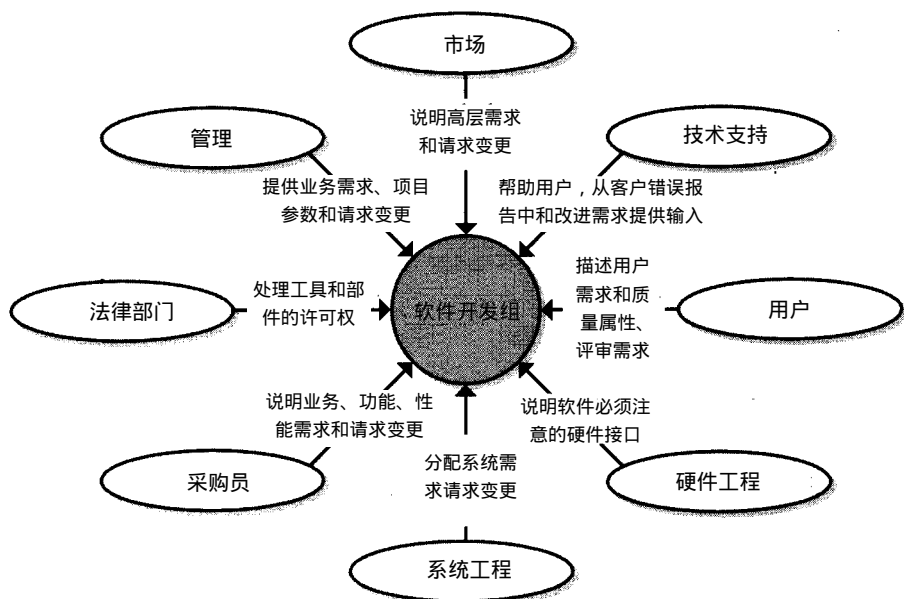 市场
说明高层需求
和请求变更
管理
技术支持
提供业务需求、项目
参数和请求变更
帮助用户，从客户错误报
告中和改进需求提供输入
法律部门
处理工具和部
件的许可权
软件开发组
描述用户
需求和质
量属性、
评审需求
用户
说明业务、功能、性
能需求和请求变更
说明软件必须注
意的硬件接口
采购员
分配系统需
求请求变更
硬件工程
系统工程